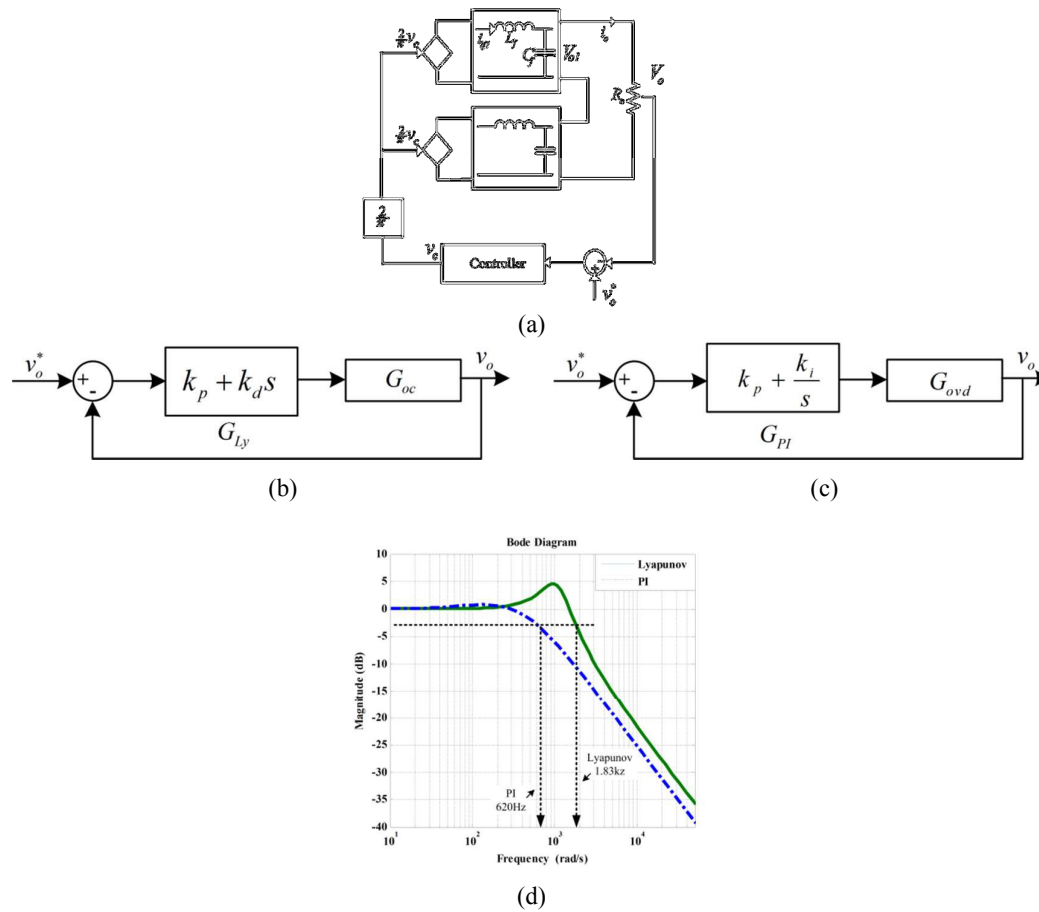 2/π v_c
i_qi L_f
C_f
V_oi
i_o
V_o
R_o
2/π v_c
2/π
v_c
Controller
+
-
v_o^*
(a)
v_o^*
+
-
k_p + k_d s
G_oc
v_o
G_Ly
(b)
v_o^*
+
-
k_p + k_i/s
G_ovd
v_o
G_PI
(c)
Bode Diagram
10
5
0
-5
-10
-15
-20
-25
-30
-35
-40
Magnitude (dB)
Lyapunov
PI
Lyapunov
1.83kz
PI
620Hz
10^1
10^2
10^3
10^4
Frequency (rad/s)
(d)